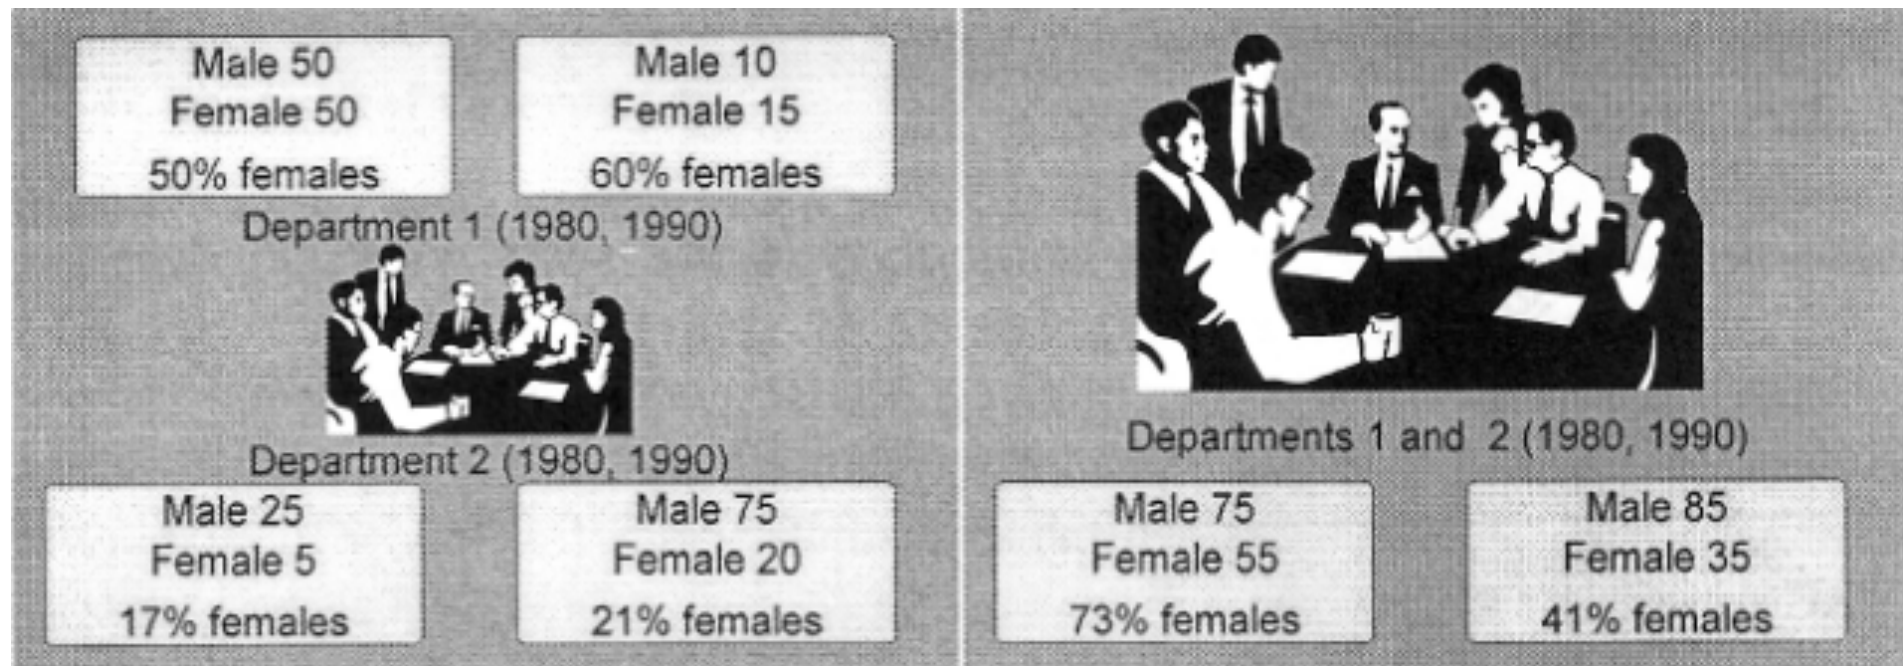 Male 50
Female 50
50% females
Male 10
Female 15
60% females
Department 1 (1980, 1990)
Department 2 (1980, 1990)
Male 25
Female 5
17% females
Male 75
Female 20
21% females
Departments 1 and 2 (1980, 1990)
Male 75
Female 55
73% females
Male 85
Female 35
41% females